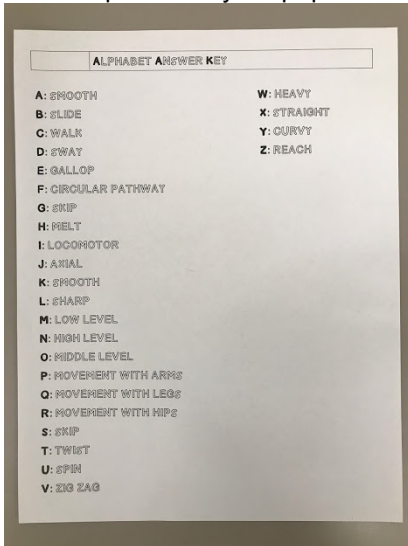 ALPHABET ANSWER KEY
A: SMOOTH
B: SLIDE
C: WALK
D: SWAY
E: GALLOP
F: CIRCULAR PATHWAY
G: SKIP
H: MELT
I: LOCOMOTOR
J: AXIAL
K: SMOOTH
L: SHARP
M: LOW LEVEL
N: HIGH LEVEL
O: MIDDLE LEVEL
P: MOVEMENT WITH ARMS
Q: MOVEMENT WITH LEGS
R: MOVEMENT WITH HIPS
S: SKIP
T: TWIST
U: SPIN
V: ZIG ZAG
W: HEAVY
X: STRAIGHT
Y: CURVY
Z: REACH